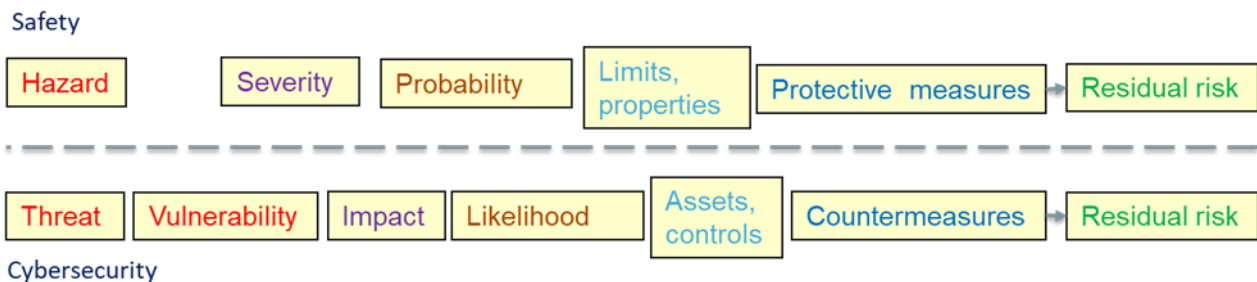 Safety
Hazard Severity Probability Limits, properties Protective measures Residual risk
Threat Vulnerability Impact Likelihood Assets, controls Countermeasures Residual risk
Cybersecurity